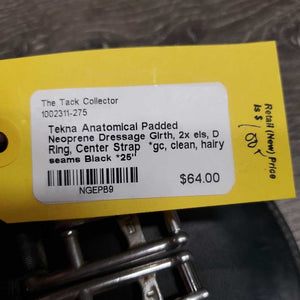 The Tack Collector
1002311-275
Tekna Anatomical Padded
Neoprene Dressage Girth, 2x els, D
Ring, Center Strap *gc, clean, hairy
seams Black *25"
NGEPB9
$64.00
Retail (New) Price
is $